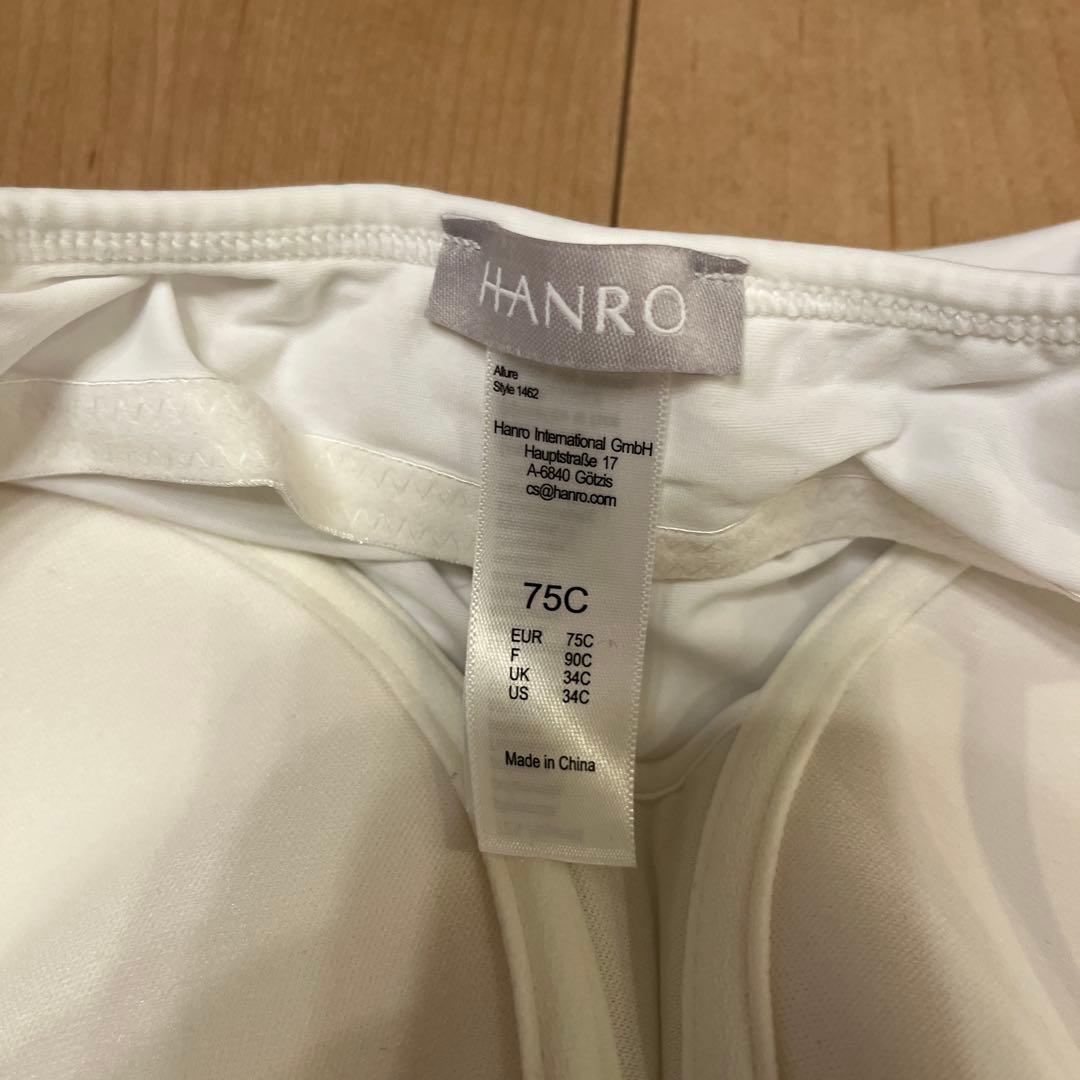 HANRO
Allure
Style 1462
Hanro International GmbH
Hauptstraße 17
A-6840 Götzis
cs@hanro.com
75C
EUR 75C
F 90C
UK 34C
US 34C
Made in China